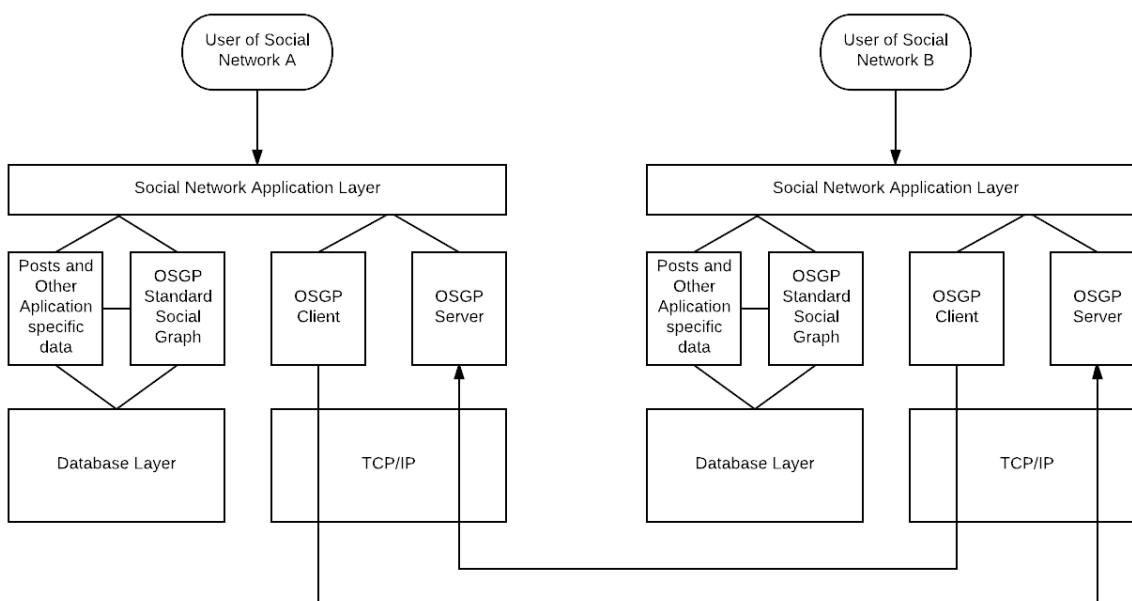 User of Social
Network A
User of Social
Network B
Social Network Application Layer
Social Network Application Layer
Posts and
Other
Aplication
specific
data
OSGP
Standard
Social
Graph
OSGP
Client
OSGP
Server
Posts and
Other
Aplication
specific
data
OSGP
Standard
Social
Graph
OSGP
Client
OSGP
Server
Database Layer
TCP/IP
Database Layer
TCP/IP